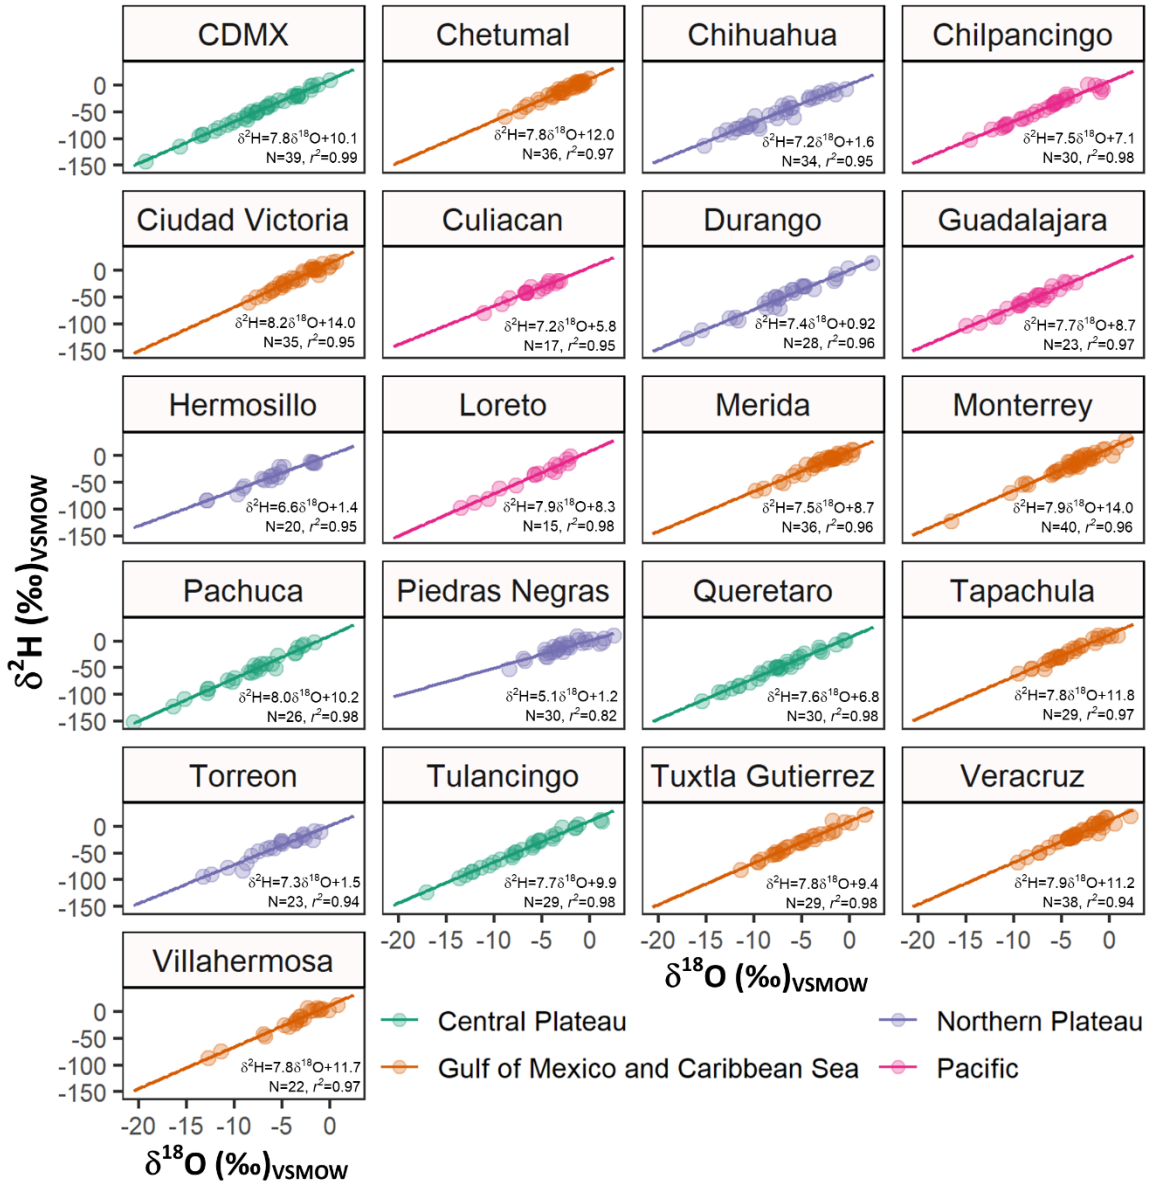 CDMX
Chetumal
Chihuahua
Chilpancingo
0
-50
-100
-150
δ²H=7.8δ¹⁸O+10.1
N=39, r²=0.99
δ²H=7.8δ¹⁸O+12.0
N=36, r²=0.97
δ²H=7.2δ¹⁸O+1.6
N=34, r²=0.95
δ²H=7.5δ¹⁸O+7.1
N=30, r²=0.98
Ciudad Victoria
Culiacan
Durango
Guadalajara
0
-50
-100
-150
δ²H=8.2δ¹⁸O+14.0
N=35, r²=0.95
δ²H=7.2δ¹⁸O+5.8
N=17, r²=0.95
δ²H=7.4δ¹⁸O+0.92
N=28, r²=0.96
δ²H=7.7δ¹⁸O+8.7
N=23, r²=0.97
Hermosillo
Loreto
Merida
Monterrey
0
-50
-100
-150
δ²H=6.6δ¹⁸O+1.4
N=20, r²=0.95
δ²H=7.9δ¹⁸O+8.3
N=15, r²=0.98
δ²H=7.5δ¹⁸O+8.7
N=36, r²=0.96
δ²H=7.9δ¹⁸O+14.0
N=40, r²=0.96
δ²H (‰)VSMOW
Pachuca
Piedras Negras
Queretaro
Tapachula
0
-50
-100
-150
δ²H=8.0δ¹⁸O+10.2
N=26, r²=0.98
δ²H=5.1δ¹⁸O+1.2
N=30, r²=0.82
δ²H=7.6δ¹⁸O+6.8
N=30, r²=0.98
δ²H=7.8δ¹⁸O+11.8
N=29, r²=0.97
Torreon
Tulancingo
Tuxtla Gutierrez
Veracruz
0
-50
-100
-150
δ²H=7.3δ¹⁸O+1.5
N=23, r²=0.94
δ²H=7.7δ¹⁸O+9.9
N=29, r²=0.98
δ²H=7.8δ¹⁸O+9.4
N=29, r²=0.98
δ²H=7.9δ¹⁸O+11.2
N=38, r²=0.94
-20 -15 -10 -5 0
-20 -15 -10 -5 0
-20 -15 -10 -5 0
δ¹⁸O (‰)VSMOW
Villahermosa
0
-50
-100
-150
δ²H=7.8δ¹⁸O+11.7
N=22, r²=0.97
-20 -15 -10 -5 0
δ¹⁸O (‰)VSMOW
Central Plateau
Northern Plateau
Gulf of Mexico and Caribbean Sea
Pacific